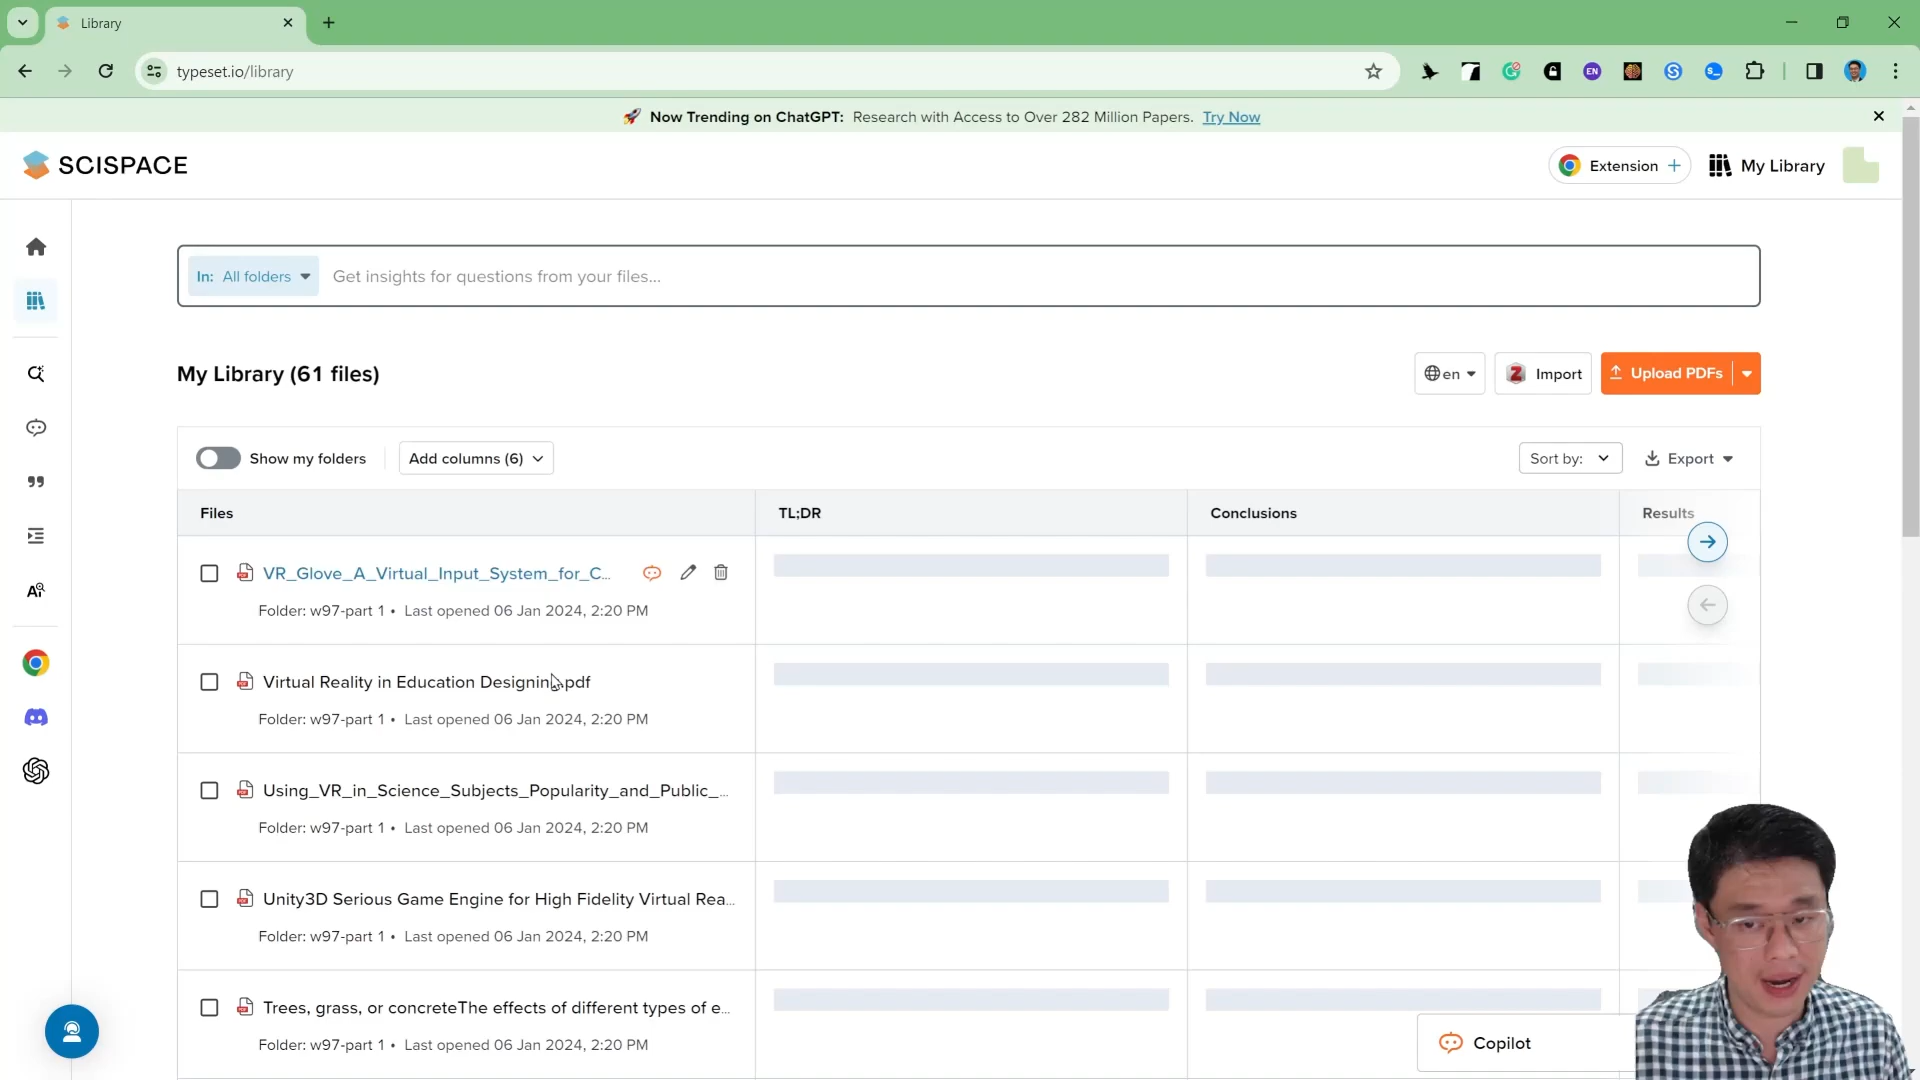 Library
typeset.io/library
EN
S_
Now Trending on ChatGPT: Research with Access to Over 282 Million Papers. Try Now
SCISPACE
Extension +
My Library
In: All folders
Get insights for questions from your files...
My Library (61 files)
en
Z Import
Upload PDFs
Show my folders
Add columns (6)
Sort by:
Export
Files
TL;DR
Conclusions
Results
VR_Glove_A_Virtual_Input_System_for_C...
Folder: w97-part 1 • Last opened 06 Jan 2024, 2:20 PM
Virtual Reality in Education Designing.pdf
Folder: w97-part 1 • Last opened 06 Jan 2024, 2:20 PM
Using_VR_in_Science_Subjects_Popularity_and_Public_...
Folder: w97-part 1 • Last opened 06 Jan 2024, 2:20 PM
Unity3D Serious Game Engine for High Fidelity Virtual Rea...
Folder: w97-part 1 • Last opened 06 Jan 2024, 2:20 PM
Trees, grass, or concreteThe effects of different types of e...
Folder: w97-part 1 • Last opened 06 Jan 2024, 2:20 PM
Copilot